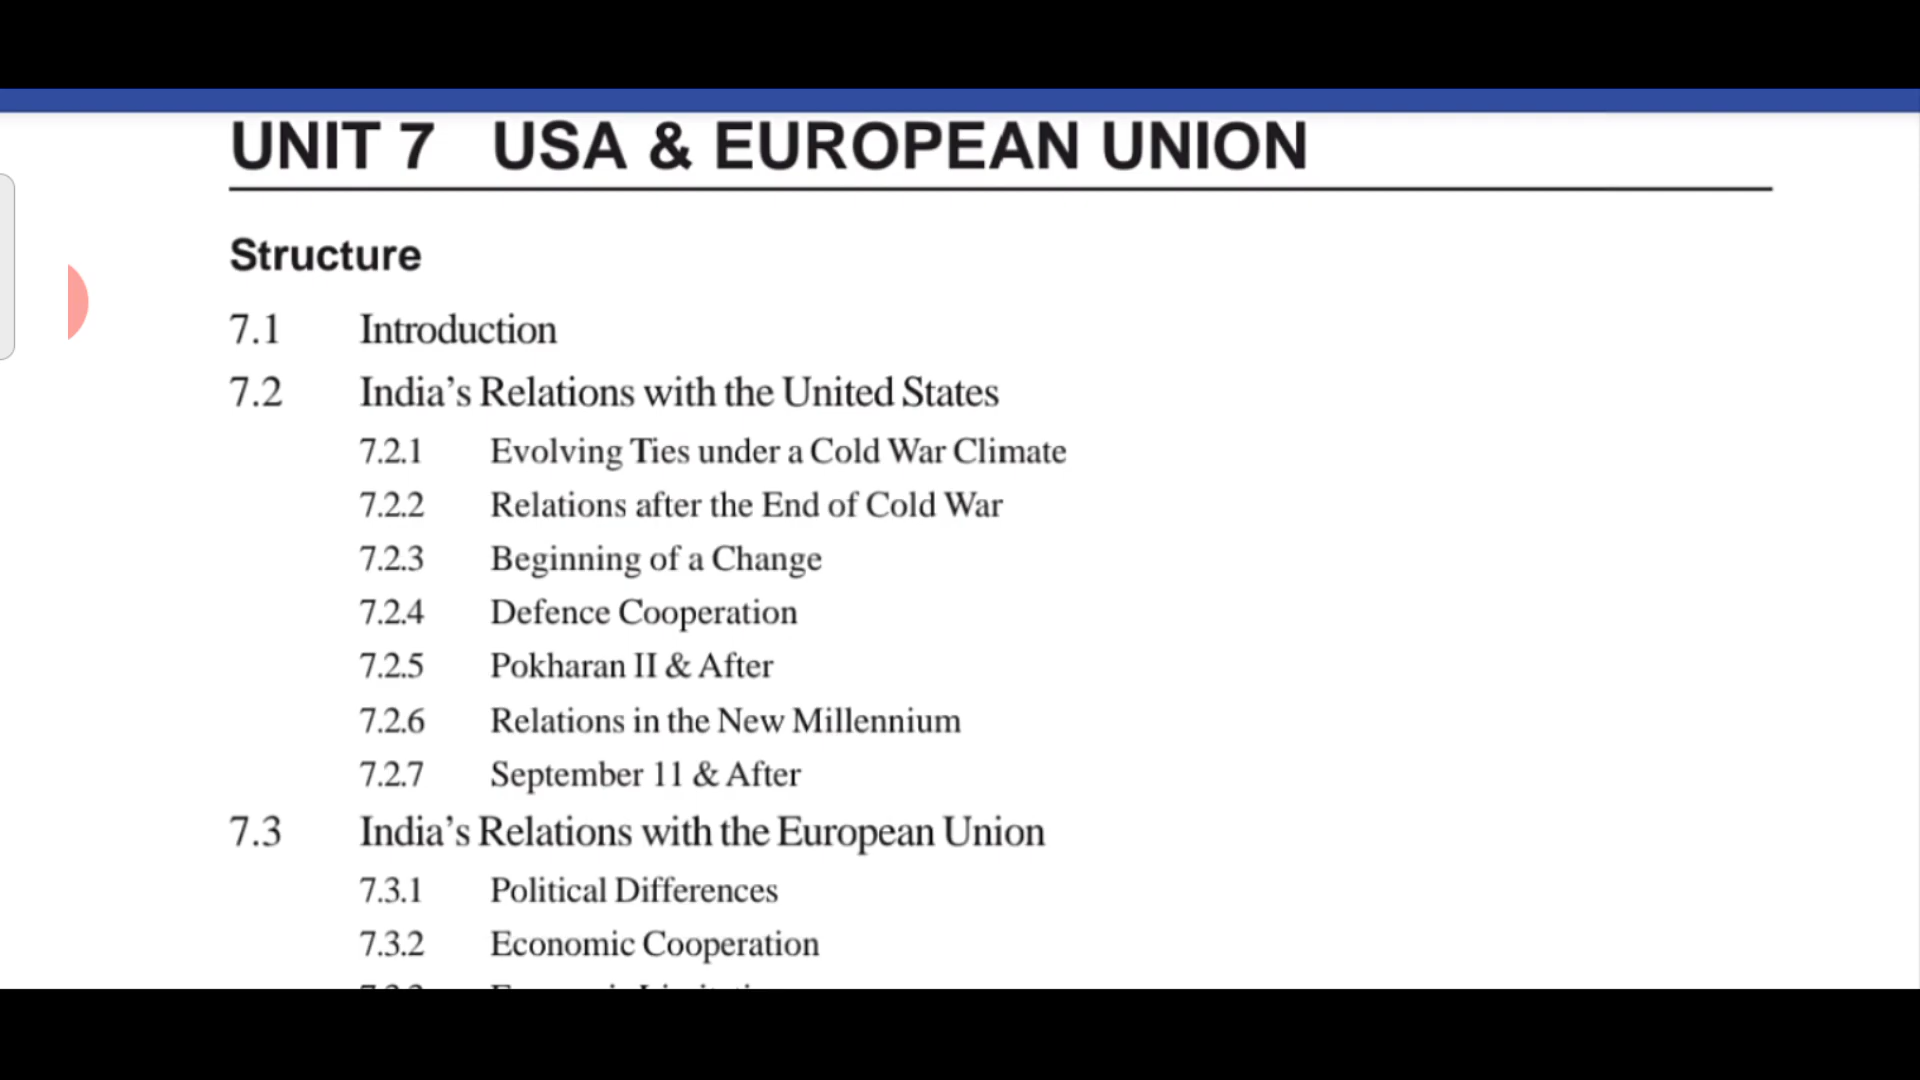 UNIT 7 USA & EUROPEAN UNION
Structure
7.1 Introduction
7.2 India’s Relations with the United States
7.2.1 Evolving Ties under a Cold War Climate
7.2.2 Relations after the End of Cold War
7.2.3 Beginning of a Change
7.2.4 Defence Cooperation
7.2.5 Pokharan II & After
7.2.6 Relations in the New Millennium
7.2.7 September 11 & After
7.3 India’s Relations with the European Union
7.3.1 Political Differences
7.3.2 Economic Cooperation